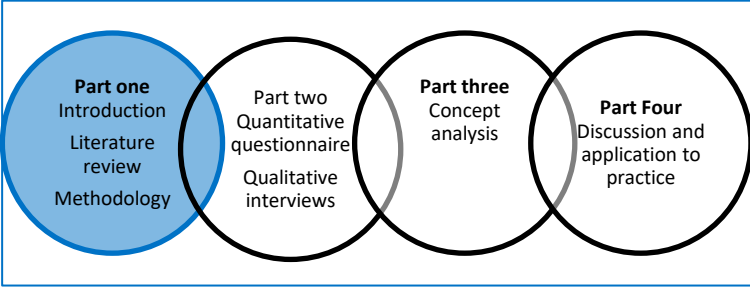 Part one
Introduction
Literature
review
Methodology
Part two
Quantitative
questionnaire
Qualitative
interviews
Part three
Concept
analysis
Part Four
Discussion and
application to
practice